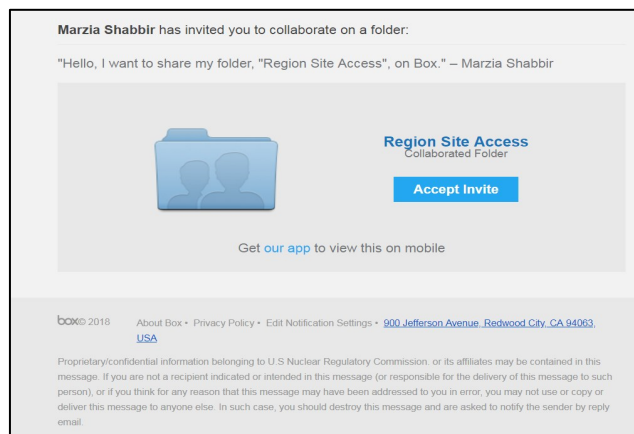 Marzia Shabbir has invited you to collaborate on a folder:
"Hello, I want to share my folder, "Region Site Access", on Box." – Marzia Shabbir
Region Site Access
Collaborated Folder
Accept Invite
Get our app to view this on mobile
box© 2018 About Box • Privacy Policy • Edit Notification Settings • 900 Jefferson Avenue, Redwood City, CA 94063,
USA
Proprietary/confidential information belonging to U.S Nuclear Regulatory Commission. or its affiliates may be contained in this
message. If you are not a recipient indicated or intended in this message (or responsible for the delivery of this message to such
person), or if you think for any reason that this message may have been addressed to you in error, you may not use or copy or
deliver this message to anyone else. In such case, you should destroy this message and are asked to notify the sender by reply
email.